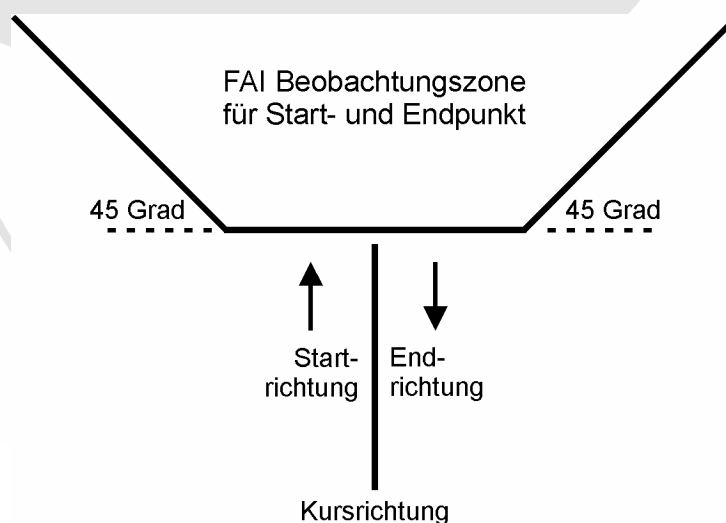 FAI Beobachtungszone
für Start- und Endpunkt
45 Grad
45 Grad
Start-
richtung
End-
richtung
Kursrichtung